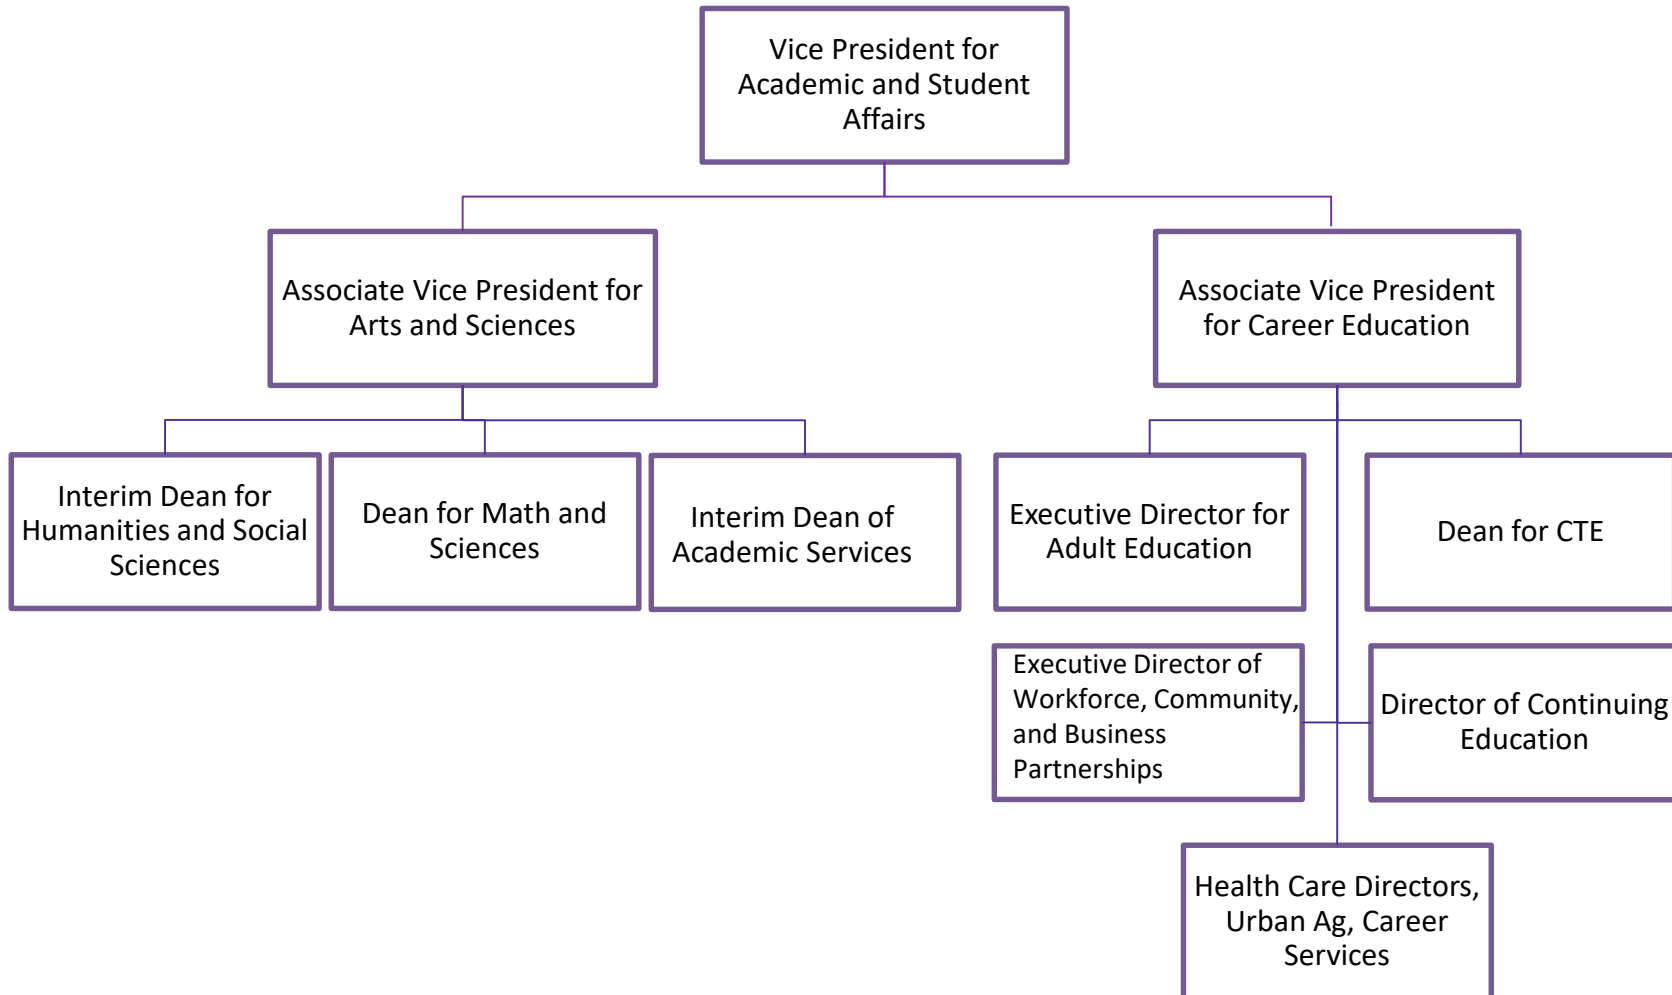 Vice President for
Academic and Student
Affairs
Associate Vice President for
Arts and Sciences
Associate Vice President
for Career Education
Interim Dean for
Humanities and Social
Sciences
Dean for Math and
Sciences
Interim Dean of
Academic Services
Executive Director for
Adult Education
Dean for CTE
Executive Director of
Workforce, Community,
and Business
Partnerships
Director of Continuing
Education
Health Care Directors,
Urban Ag, Career
Services